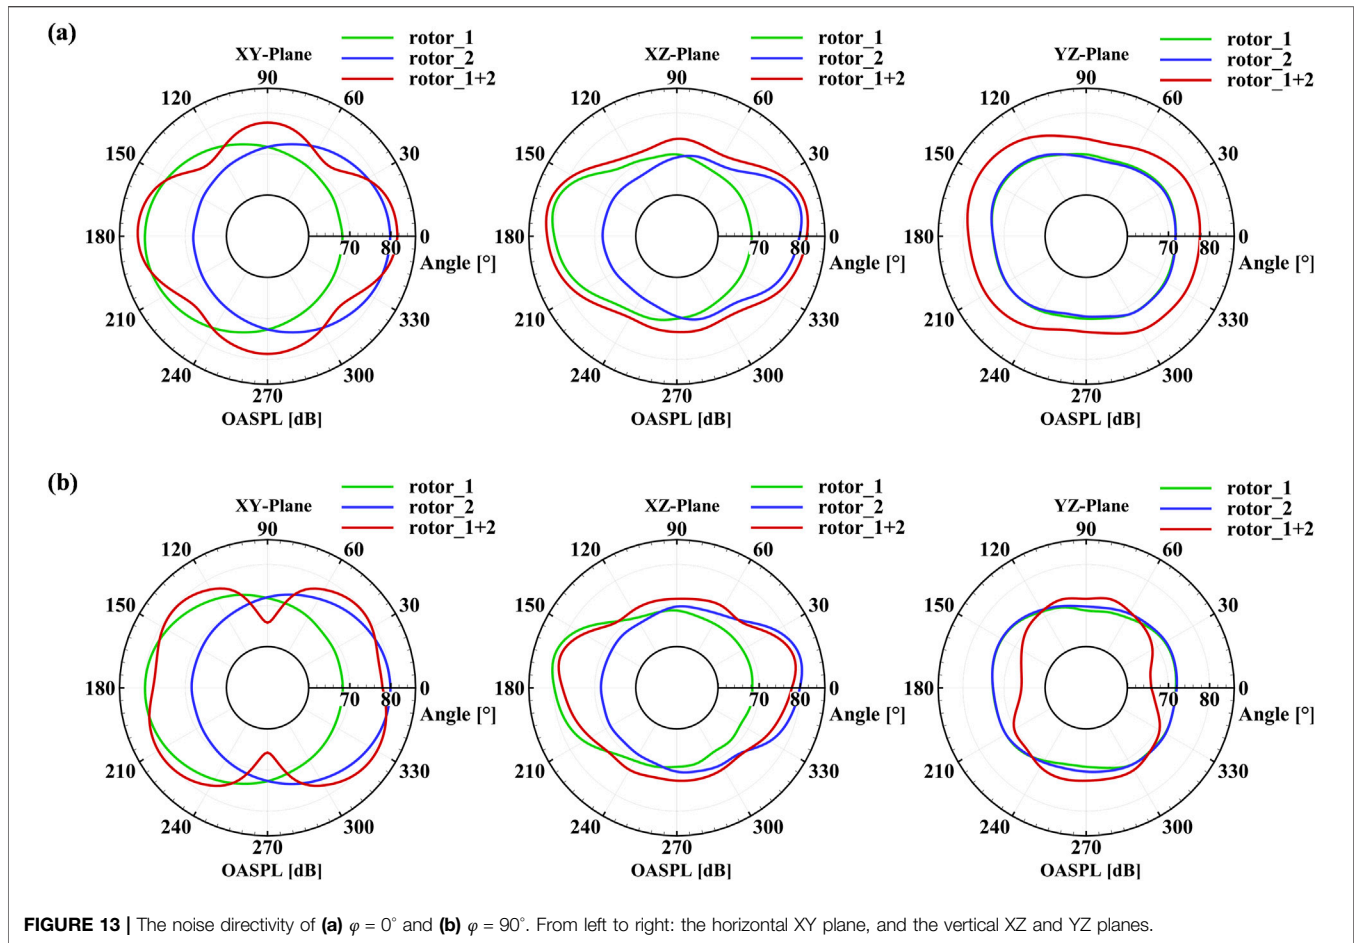 (a)
XY-Plane
rotor_1
rotor_2
rotor_1+2
90
120
60
150
30
180
70
80
0
Angle [°]
210
330
240
300
270
OASPL [dB]
XZ-Plane
rotor_1
rotor_2
rotor_1+2
90
120
60
150
30
180
70
80
0
Angle [°]
210
330
240
300
270
OASPL [dB]
YZ-Plane
rotor_1
rotor_2
rotor_1+2
90
120
60
150
30
180
70
80
0
Angle [°]
210
330
240
300
270
OASPL [dB]
(b)
XY-Plane
rotor_1
rotor_2
rotor_1+2
90
120
60
150
30
180
70
80
0
Angle [°]
210
330
240
300
270
OASPL [dB]
XZ-Plane
rotor_1
rotor_2
rotor_1+2
90
120
60
150
30
180
70
80
0
Angle [°]
210
330
240
300
270
OASPL [dB]
YZ-Plane
rotor_1
rotor_2
rotor_1+2
90
120
60
150
30
180
70
80
0
Angle [°]
210
330
240
300
270
OASPL [dB]
FIGURE 13 | The noise directivity of (a) φ = 0° and (b) φ = 90°. From left to right: the horizontal XY plane, and the vertical XZ and YZ planes.